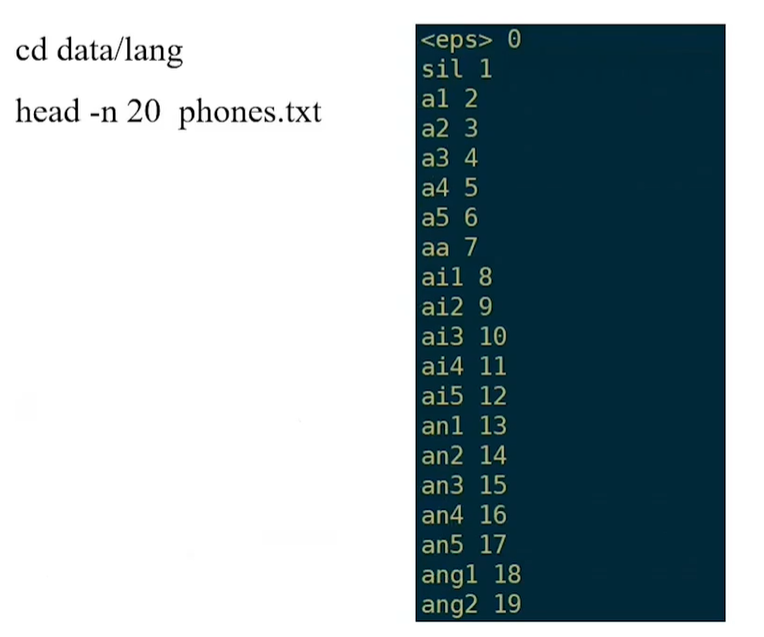 cd data/lang
head -n 20 phones.txt
<eps> 0
sil 1
a1 2
a2 3
a3 4
a4 5
a5 6
aa 7
ai1 8
ai2 9
ai3 10
ai4 11
ai5 12
an1 13
an2 14
an3 15
an4 16
an5 17
ang1 18
ang2 19